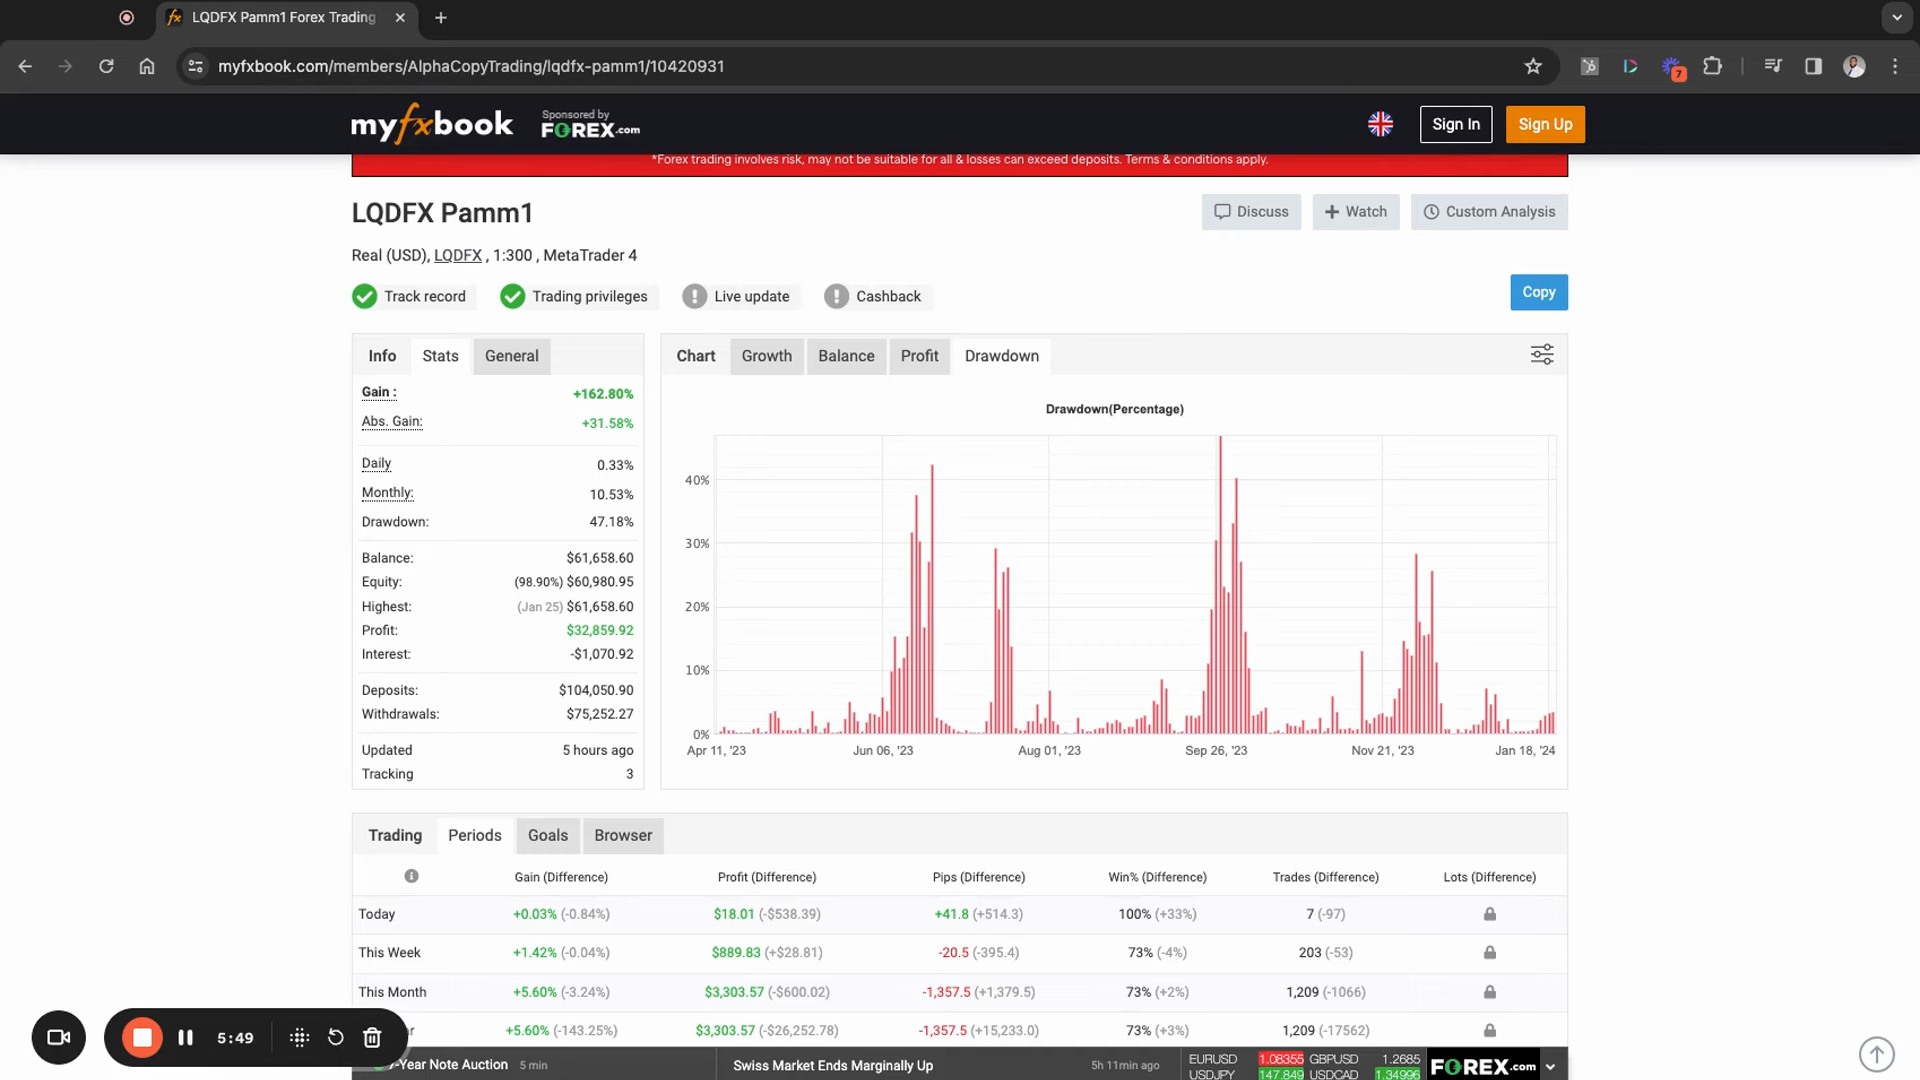 LQDFX Pamm1 Forex Trading
myfxbook.com/members/AlphaCopyTrading/lqdfx-pamm1/10420931
7
myfxbook
Sponsored by
FOREX.com
Sign In
Sign Up
*Forex trading involves risk, may not be suitable for all & losses can exceed deposits. Terms & conditions apply.
LQDFX Pamm1
Discuss
Watch
Custom Analysis
Real (USD), LQDFX , 1:300 , MetaTrader 4
Track record
Trading privileges
Live update
Cashback
Copy
Info Stats General
Gain : +162.80%
Abs. Gain: +31.58%
Daily 0.33%
Monthly: 10.53%
Drawdown: 47.18%
Balance: $61,658.60
Equity: (98.90%) $60,980.95
Highest: (Jan 25) $61,658.60
Profit: $32,859.92
Interest: -$1,070.92
Deposits: $104,050.90
Withdrawals: $75,252.27
Updated 5 hours ago
Tracking 3
Chart Growth Balance Profit Drawdown
Drawdown(Percentage)
40%
30%
20%
10%
0%
Apr 11, '23 Jun 06, '23 Aug 01, '23 Sep 26, '23 Nov 21, '23 Jan 18, '24
Trading Periods Goals Browser
Gain (Difference) Profit (Difference) Pips (Difference) Win% (Difference) Trades (Difference) Lots (Difference)
Today +0.03% (-0.84%) $18.01 (-$538.39) +41.8 (+514.3) 100% (+33%) 7 (-97)
This Week +1.42% (-0.04%) $889.83 (+$28.81) -20.5 (-395.4) 73% (-4%) 203 (-53)
This Month +5.60% (-3.24%) $3,303.57 (-$600.02) -1,357.5 (+1,379.5) 73% (+2%) 1,209 (-1066)
+5.60% (-143.25%) $3,303.57 (-$26,252.78) -1,357.5 (+15,233.0) 73% (+3%) 1,209 (-17562)
5:49
7-Year Note Auction 5 min
Swiss Market Ends Marginally Up 5h 11min ago
EURUSD 1.08355 GBPUSD 1.2685
USDJPY 147.849 USDCAD 1.34996
FOREX.com